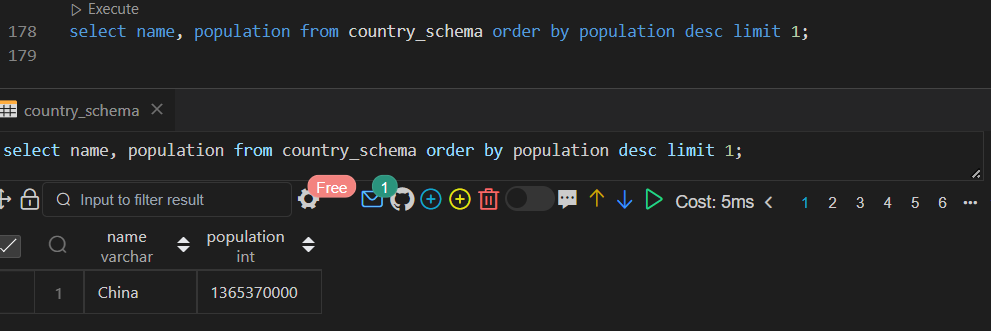 Execute
178 select name, population from country_schema order by population desc limit 1;
179
country_schema
select name, population from country_schema order by population desc limit 1;
Input to filter result Free 1 Cost: 5ms 1 2 3 4 5 6 •••
name population
varchar int
1 China 1365370000